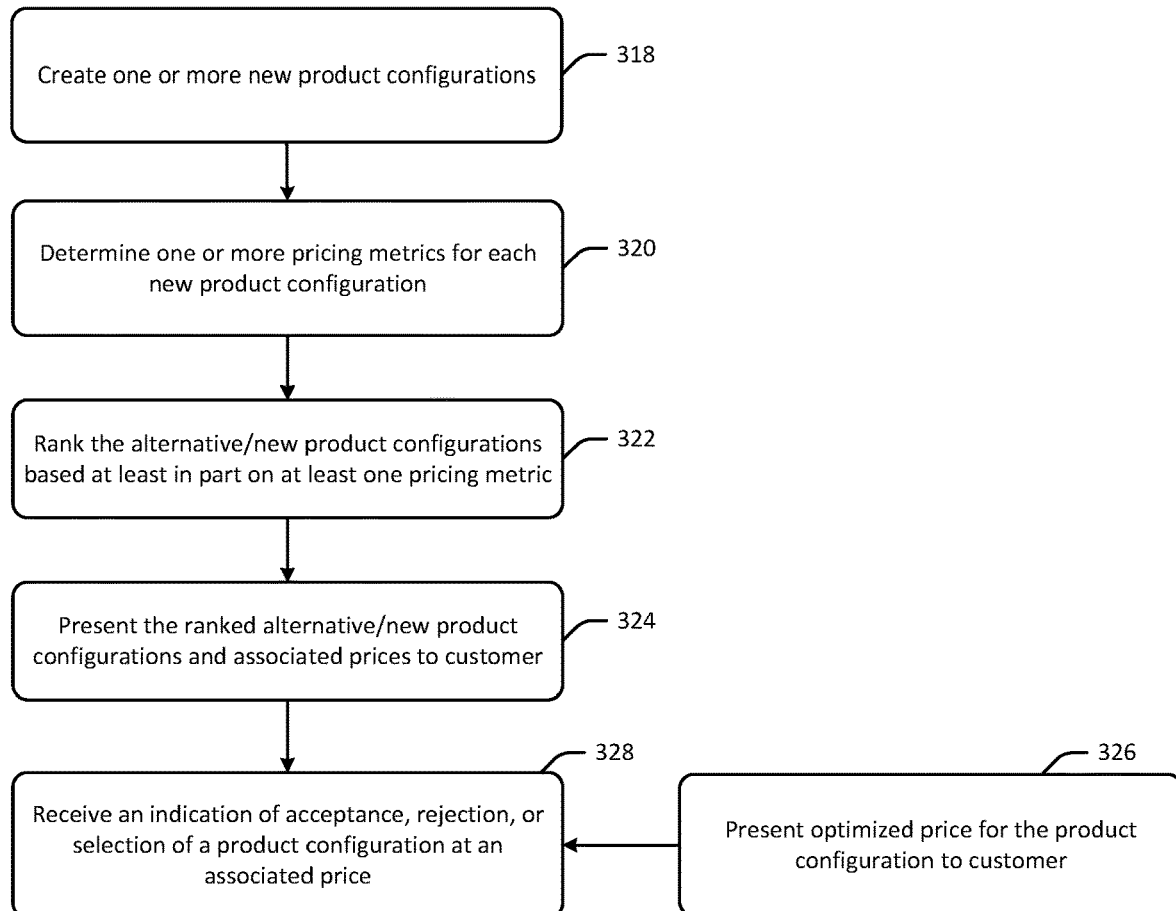 Create one or more new product configurations
318
Determine one or more pricing metrics for each
new product configuration
320
Rank the alternative/new product configurations
based at least in part on at least one pricing metric
322
Present the ranked alternative/new product
configurations and associated prices to customer
324
328
Receive an indication of acceptance, rejection, or
selection of a product configuration at an
associated price
326
Present optimized price for the product
configuration to customer